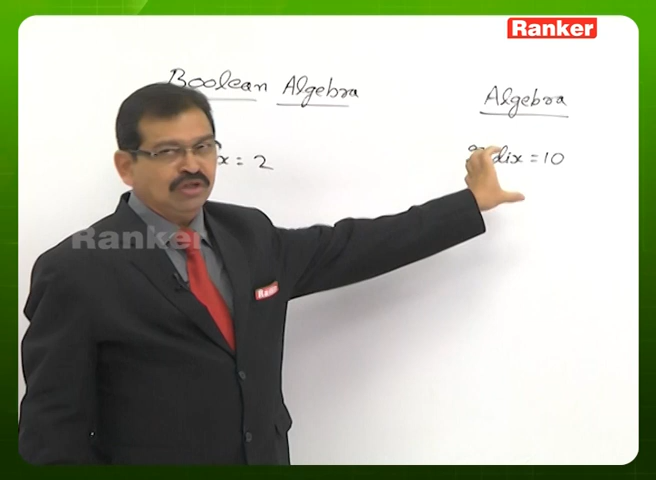 Ranker
Boolean Algebra
Algebra
x = 2
dix = 10
Ranker
Ranker